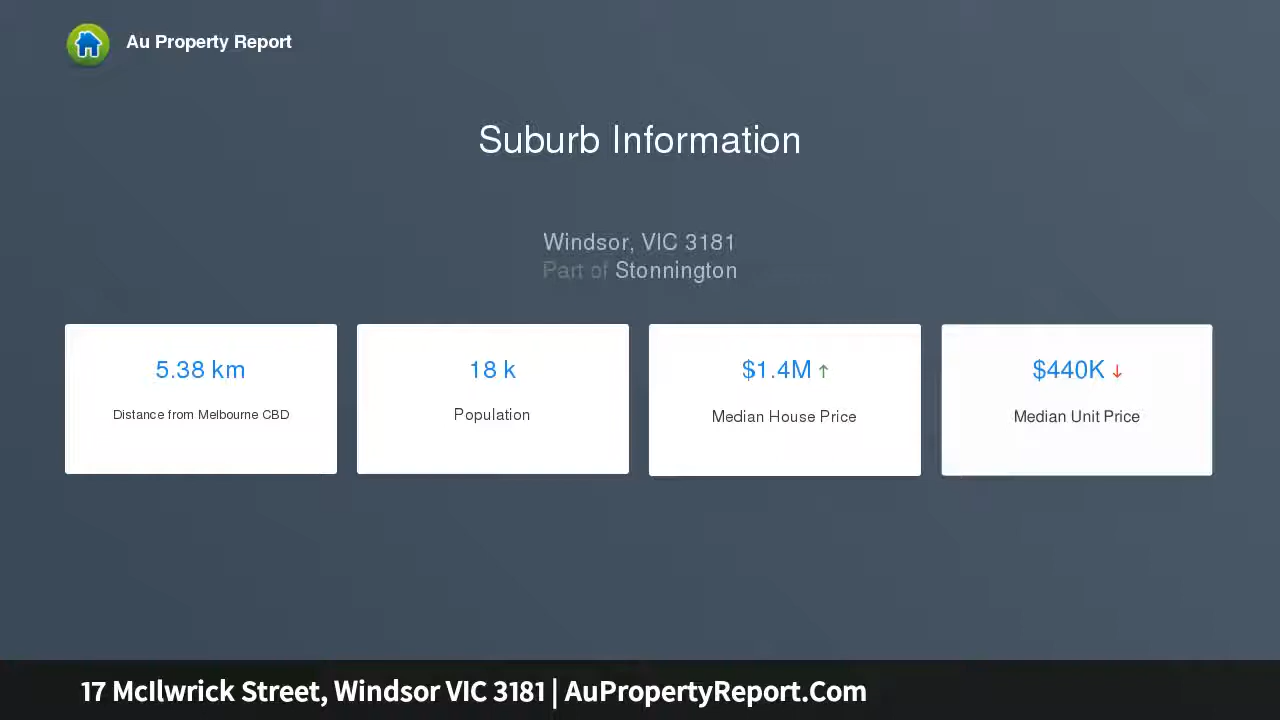 Au Property Report
Suburb Information
Windsor, VIC 3181
Part of Stonnington
5.38 km
Distance from Melbourne CBD
18 k
Population
$1.4M ↑
Median House Price
$440K ↓
Median Unit Price
17 McIlwrick Street, Windsor VIC 3181 | AuPropertyReport.Com